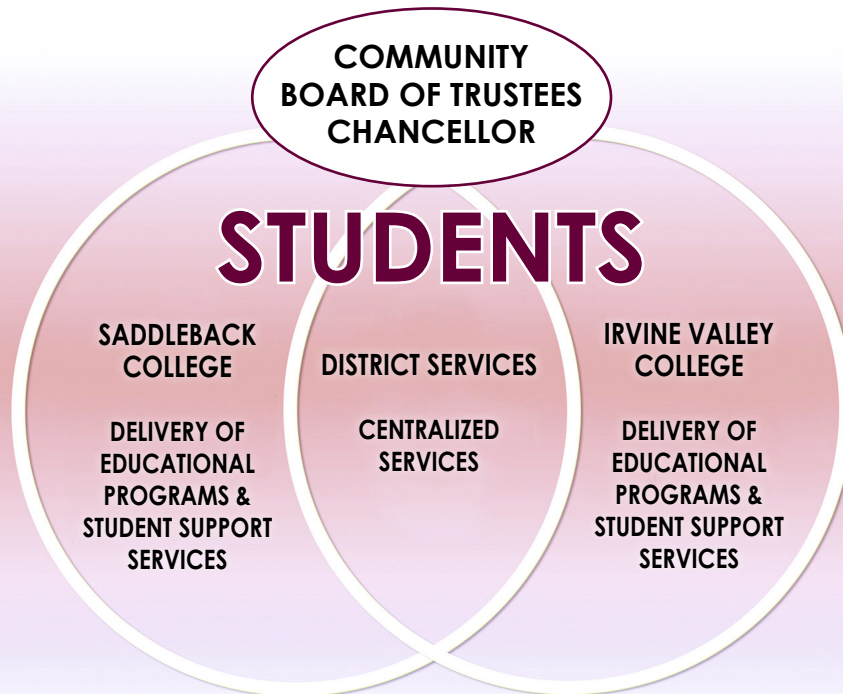 COMMUNITY
BOARD OF TRUSTEES
CHANCELLOR
STUDENTS
SADDLEBACK
COLLEGE
DELIVERY OF
EDUCATIONAL
PROGRAMS &
STUDENT SUPPORT
SERVICES
DISTRICT SERVICES
CENTRALIZED
SERVICES
IRVINE VALLEY
COLLEGE
DELIVERY OF
EDUCATIONAL
PROGRAMS &
STUDENT SUPPORT
SERVICES